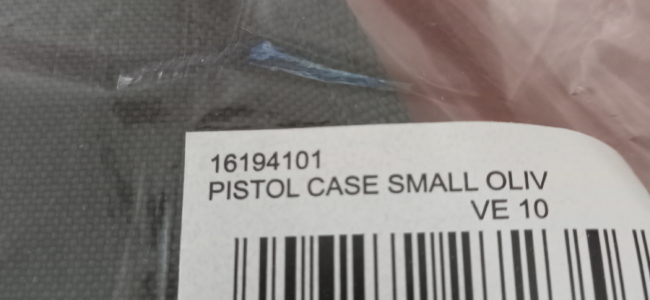 16194101
PISTOL CASE SMALL OLIV
VE 10